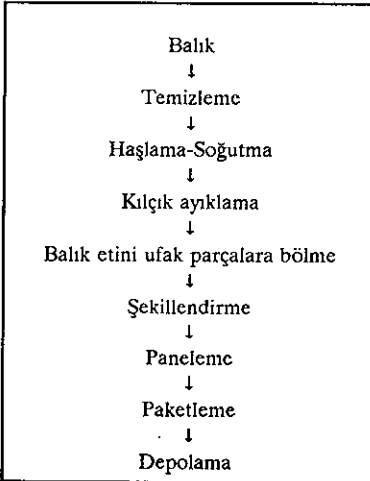 Balık
↓
Temizleme
↓
Haşlama-Soğutma
↓
Kılçık ayıklama
↓
Balık etini ufak parçalara bölme
↓
Şekillendirme
↓
Paneleme
↓
Paketleme
↓
Depolama